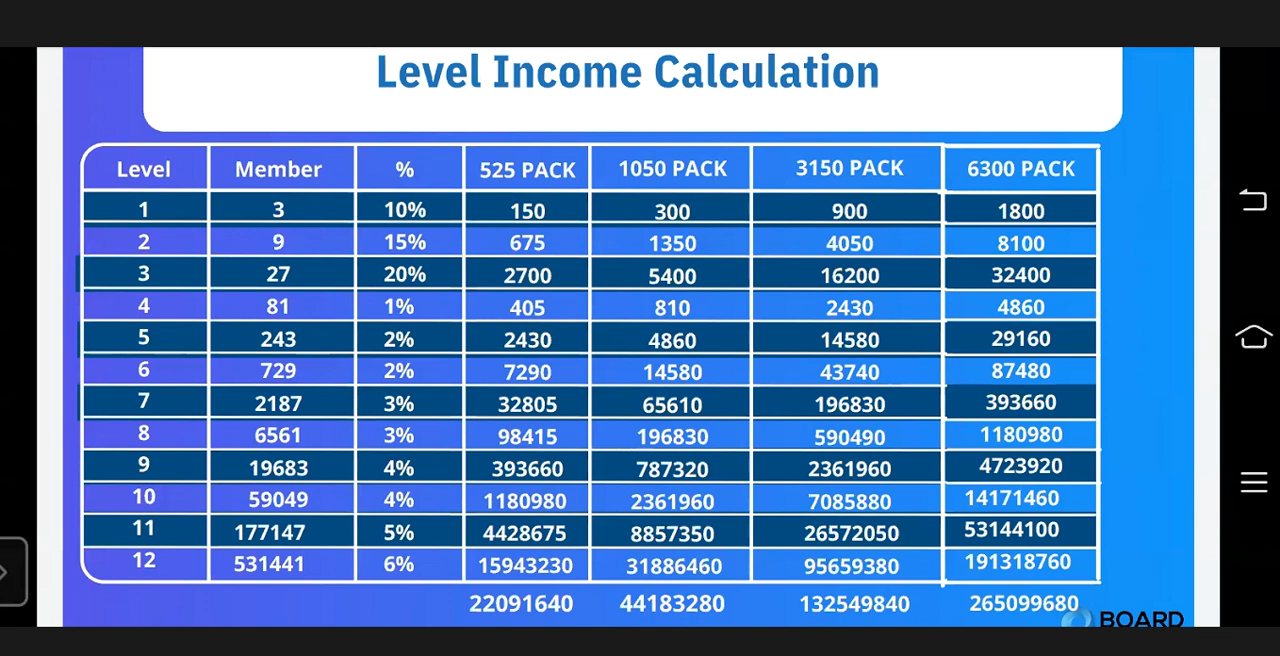 Level Income Calculation
Level Member % 525 PACK 1050 PACK 3150 PACK 6300 PACK
1 3 10% 150 300 900 1800
2 9 15% 675 1350 4050 8100
3 27 20% 2700 5400 16200 32400
4 81 1% 405 810 2430 4860
5 243 2% 2430 4860 14580 29160
6 729 2% 7290 14580 43740 87480
7 2187 3% 32805 65610 196830 393660
8 6561 3% 98415 196830 590490 1180980
9 19683 4% 393660 787320 2361960 4723920
10 59049 4% 1180980 2361960 7085880 14171460
11 177147 5% 4428675 8857350 26572050 53144100
12 531441 6% 15943230 31886460 95659380 191318760
22091640 44183280 132549840 265099680
BOARD